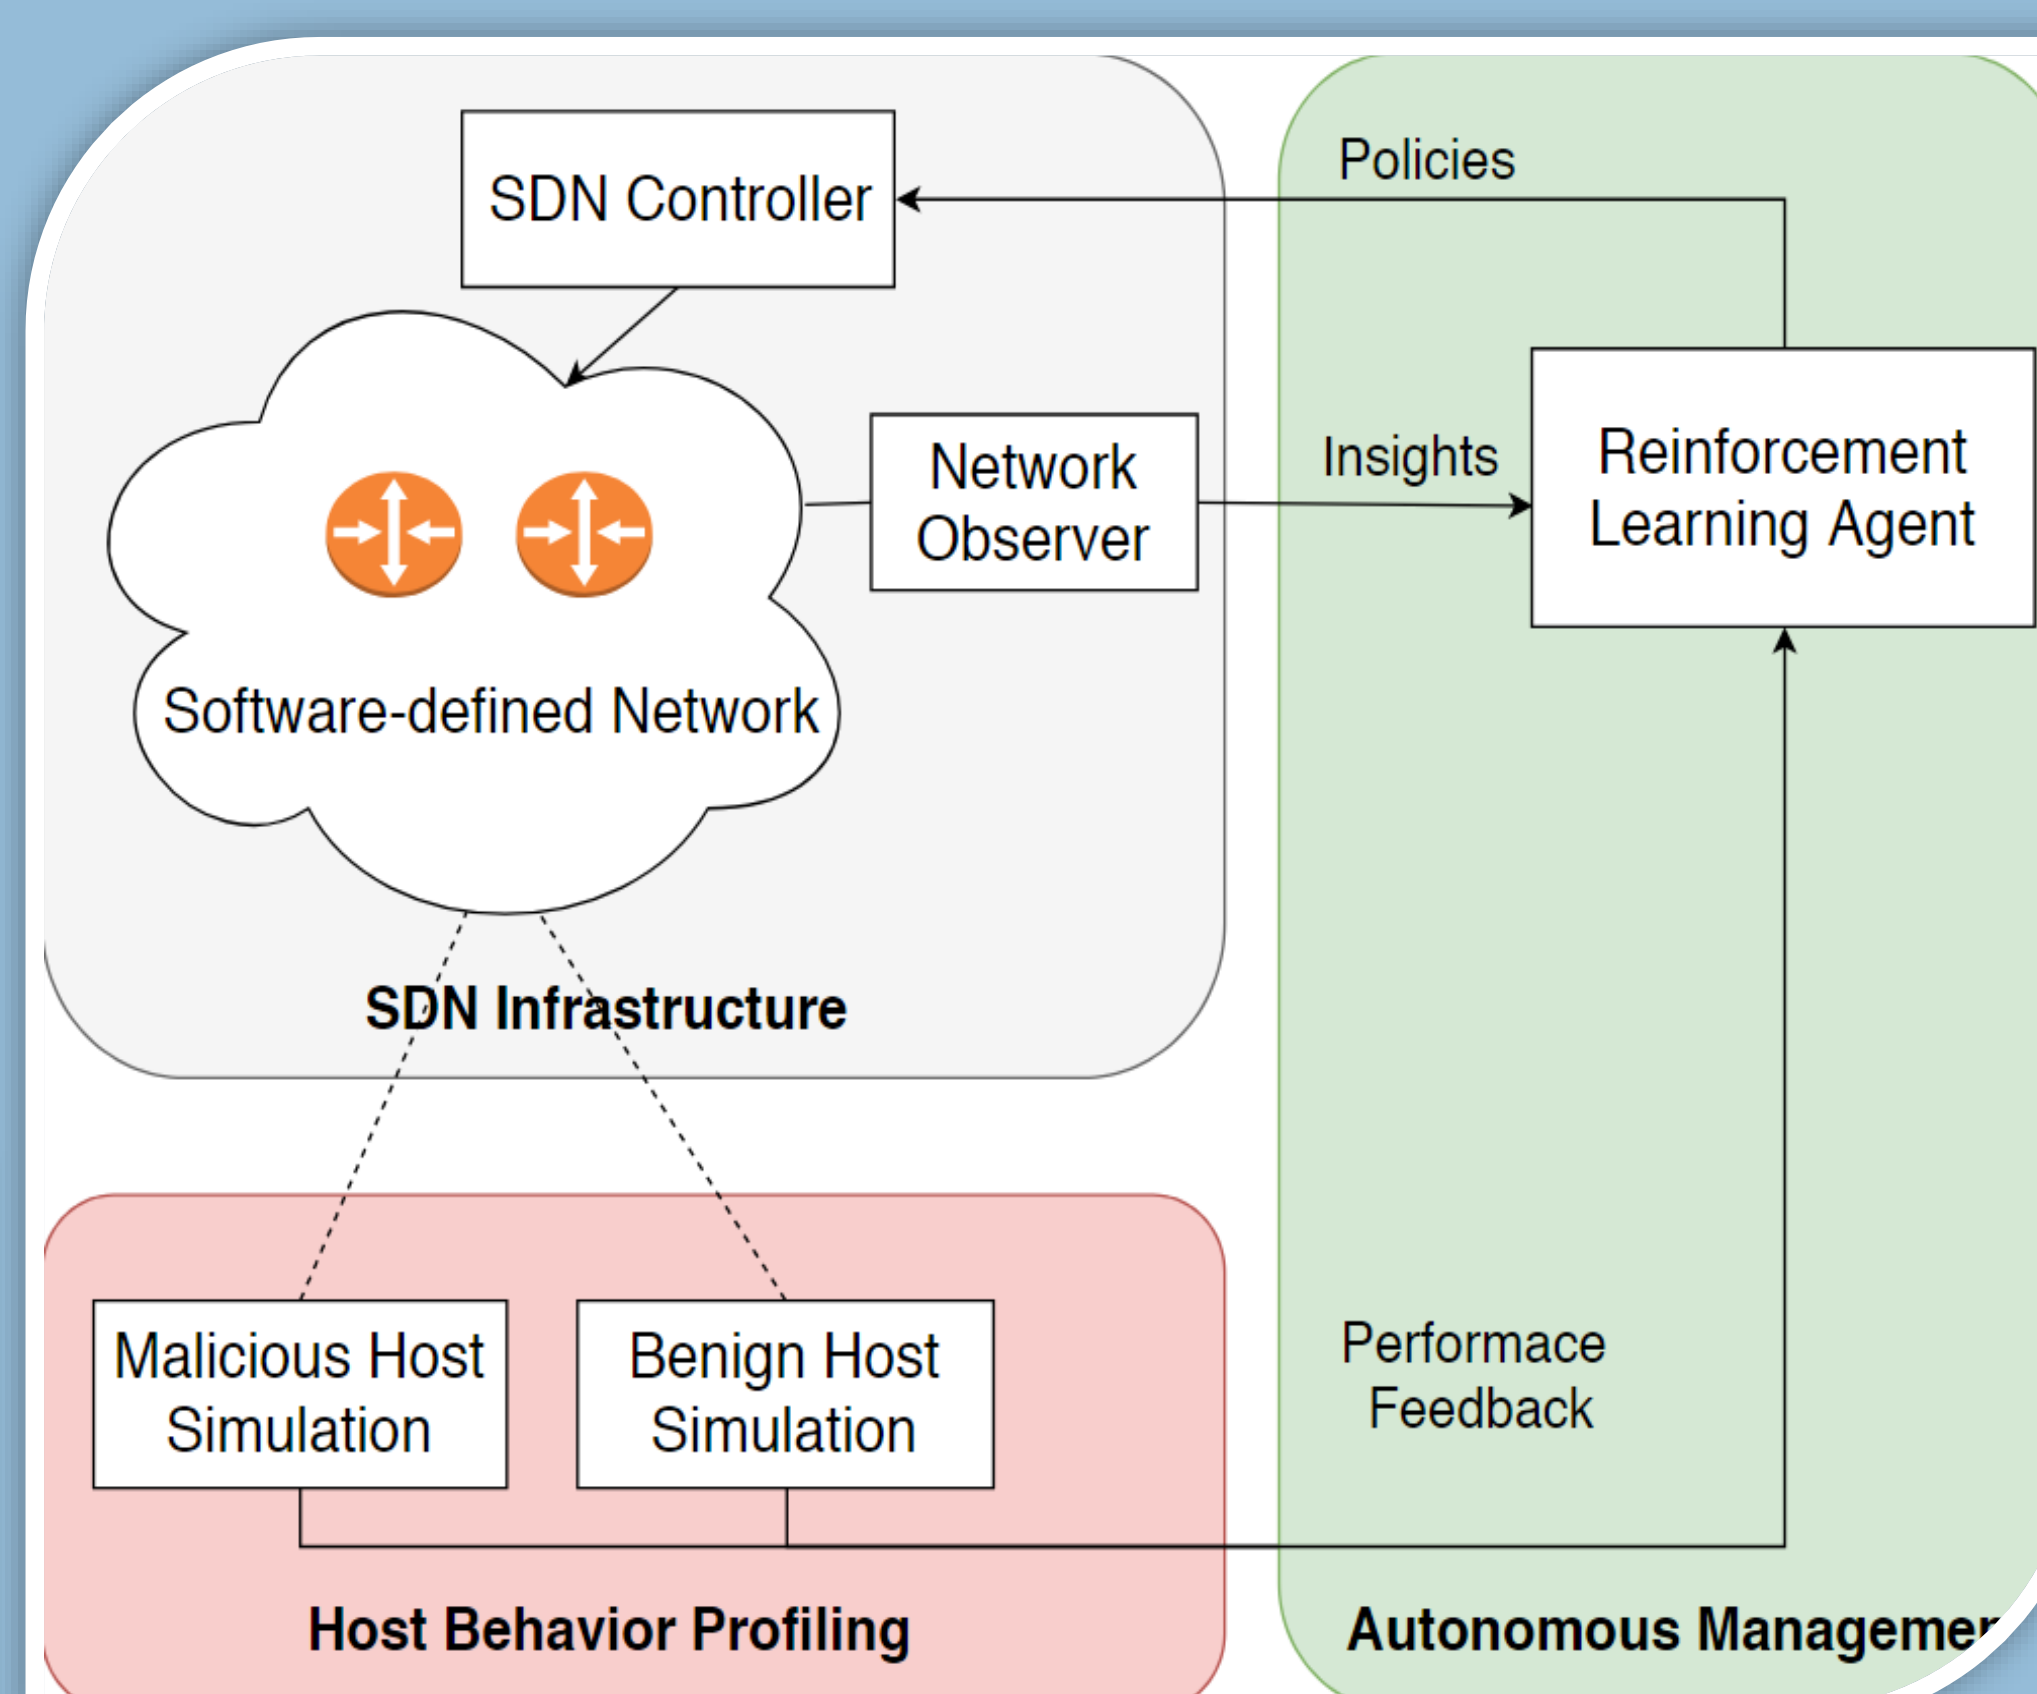 SDN Controller
Policies
Network
Observer
Insights
Reinforcement
Learning Agent
Software-defined Network
SDN Infrastructure
Malicious Host
Simulation
Benign Host
Simulation
Performace
Feedback
Host Behavior Profiling
Autonomous